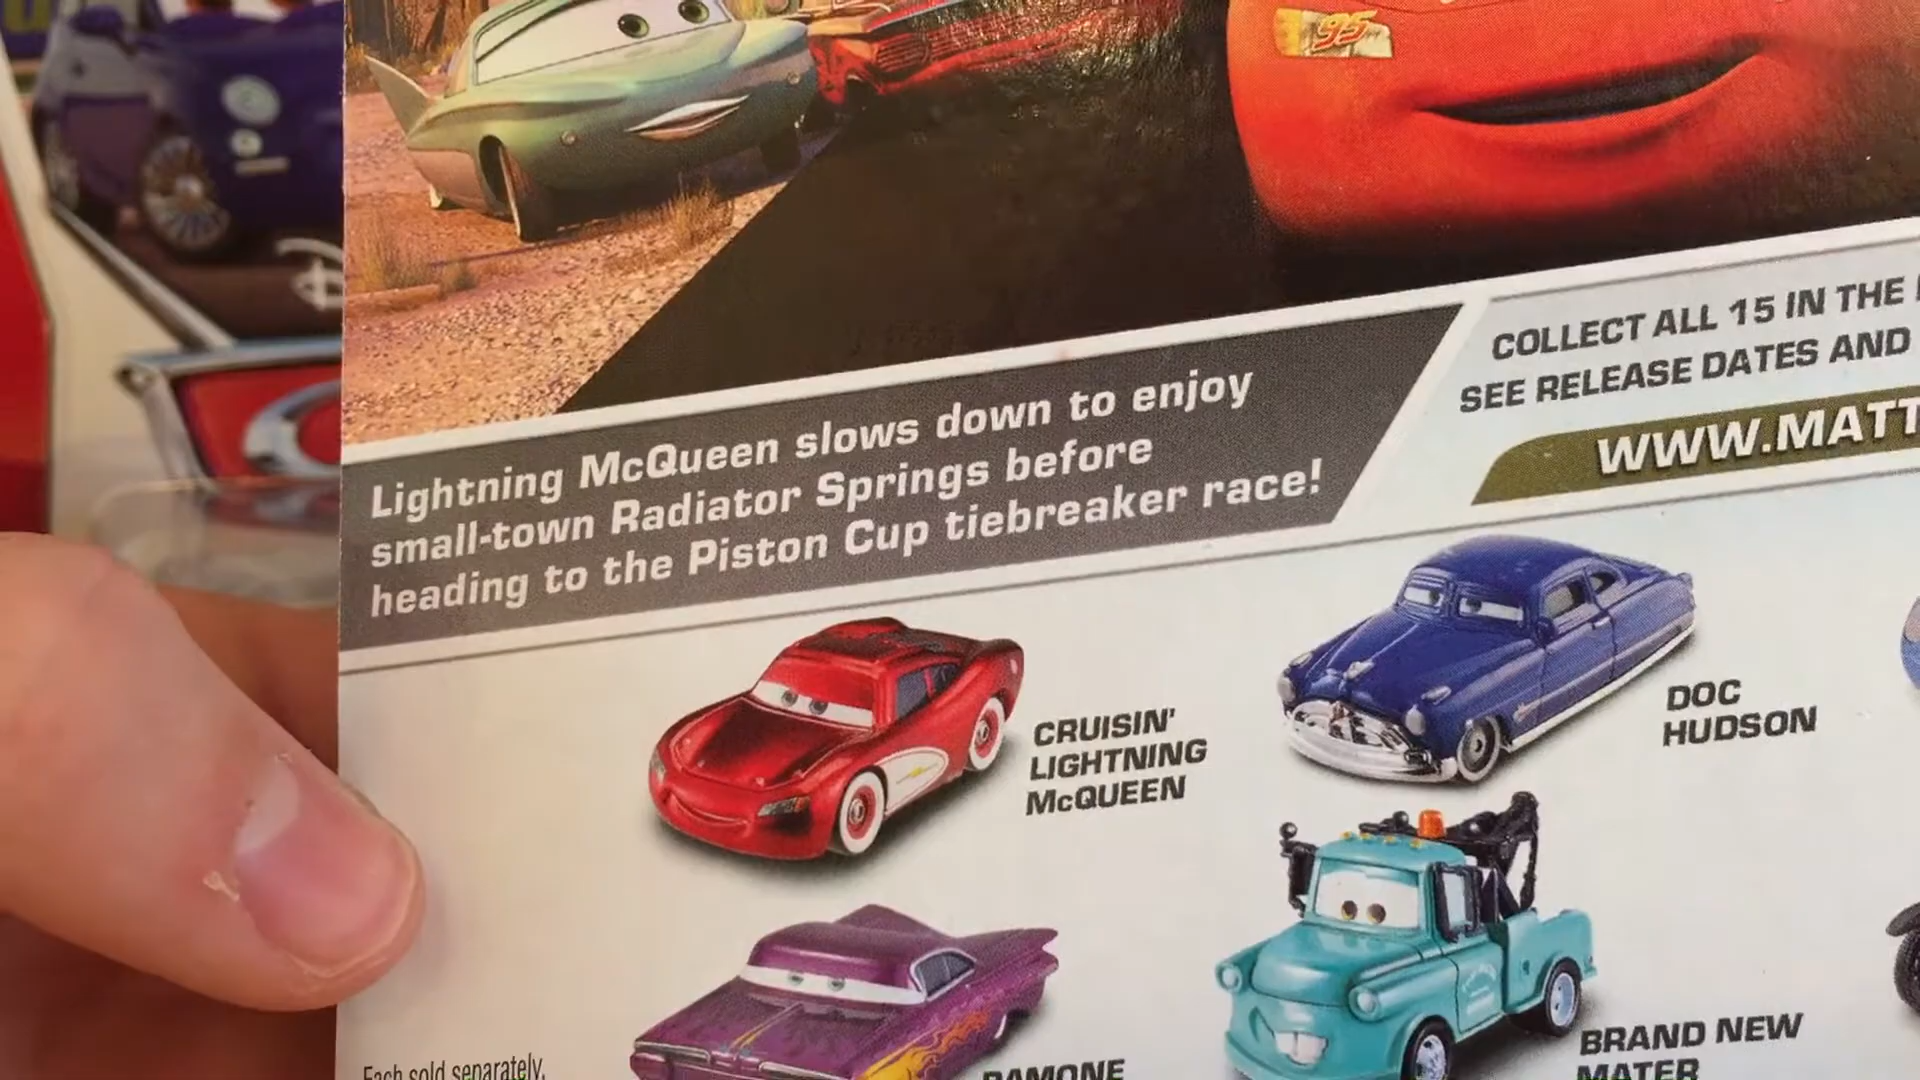 95
COLLECT ALL 15 IN THE
SEE RELEASE DATES AND
WWW.MATT
Lightning McQueen slows down to enjoy
small-town Radiator Springs before
heading to the Piston Cup tiebreaker race!
CRUISIN'
LIGHTNING
McQUEEN
DOC
HUDSON
RAMONE
BRAND NEW
MATER
Each sold separately.